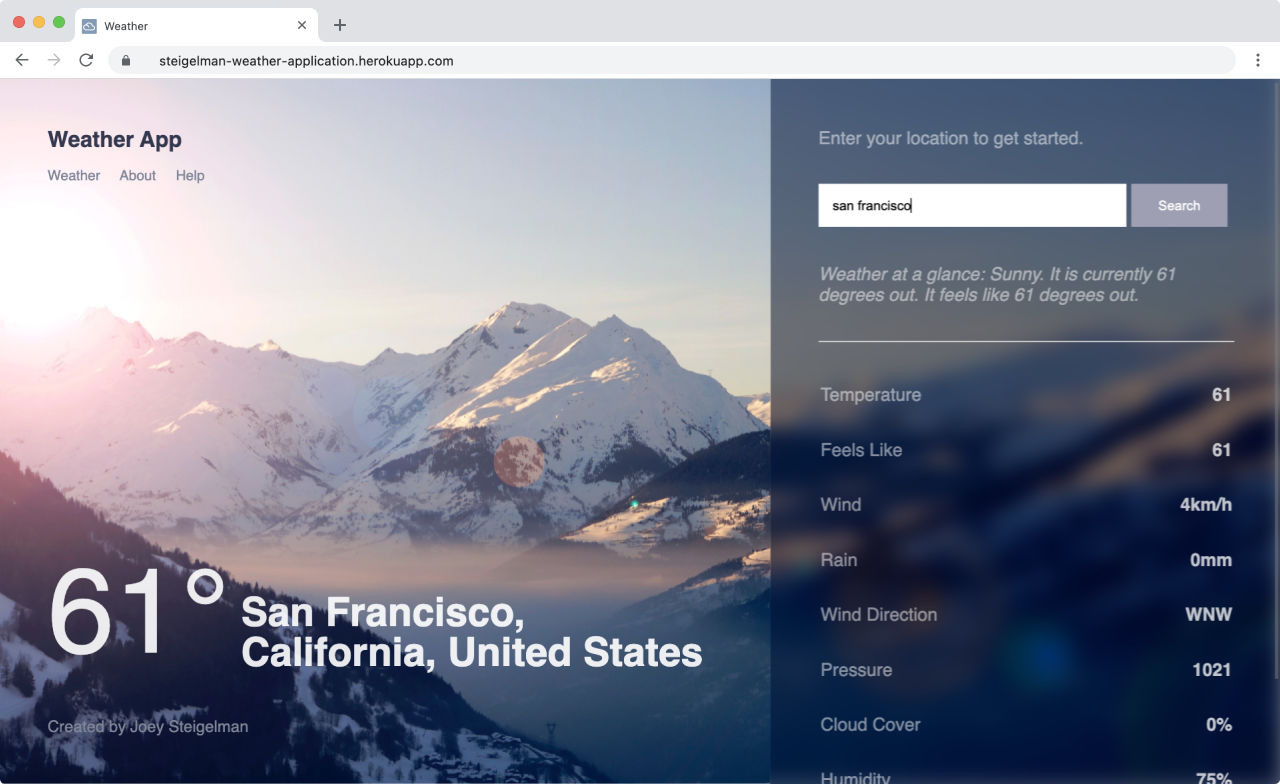 Weather
steigelman-weather-application.herokuapp.com
Weather App
Weather About Help
61°
San Francisco,
California, United States
Created by Joey Steigelman
Enter your location to get started.
san francisco Search
Weather at a glance: Sunny. It is currently 61
degrees out. It feels like 61 degrees out.
Temperature 61
Feels Like 61
Wind 4km/h
Rain 0mm
Wind Direction WNW
Pressure 1021
Cloud Cover 0%
Humidity 75%